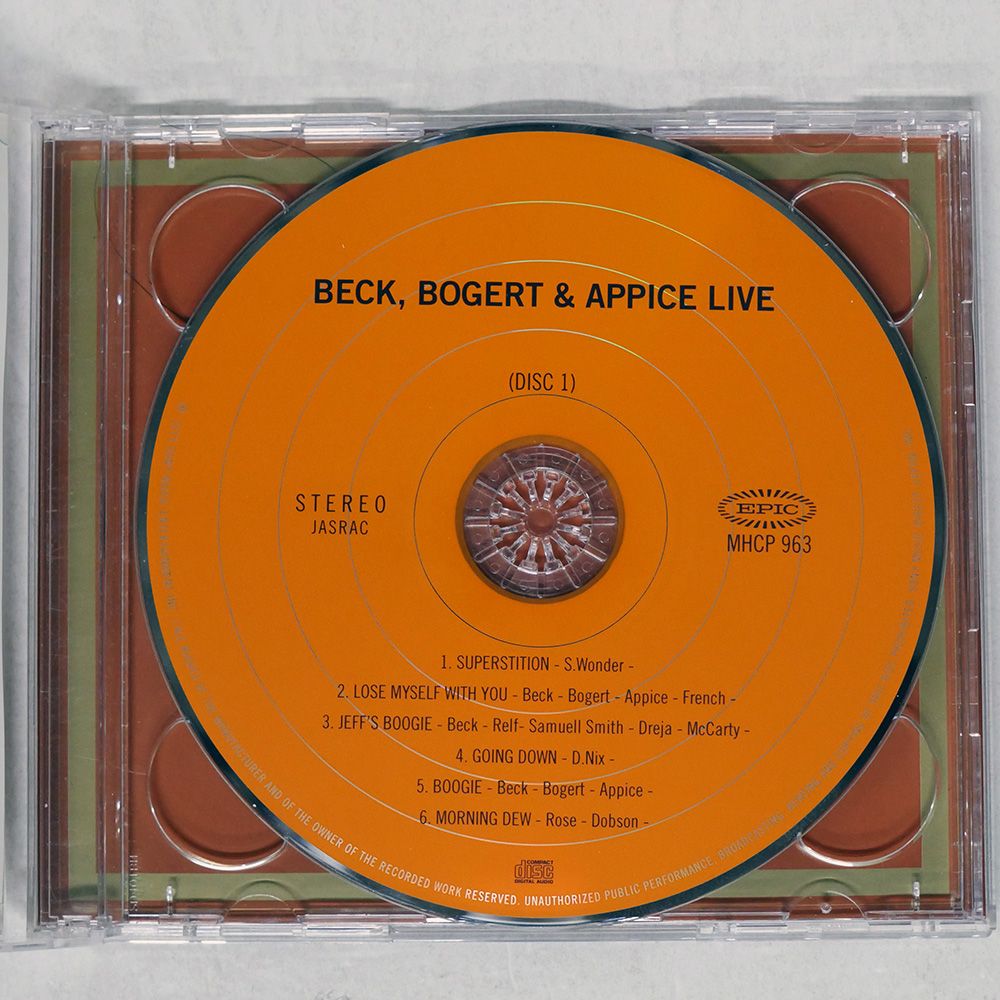 BECK, BOGERT & APPICE LIVE
(DISC 1)
STEREO
JASRAC
EPIC
MHCP 963
1. SUPERSTITION - S.Wonder -
2. LOSE MYSELF WITH YOU - Beck - Bogert - Appice - French -
3. JEFF'S BOOGIE - Beck - Relf- Samuell Smith - Dreja - McCarty -
4. GOING DOWN - D.Nix -
5. BOOGIE - Beck - Bogert - Appice -
6. MORNING DEW - Rose - Dobson -
COMPACT
disc
DIGITAL AUDIO
MANUFACTURER AND OF THE OWNER OF THE RECORDED WORK RESERVED. UNAUTHORIZED PUBLIC PERFORMANCE, BROADCASTING